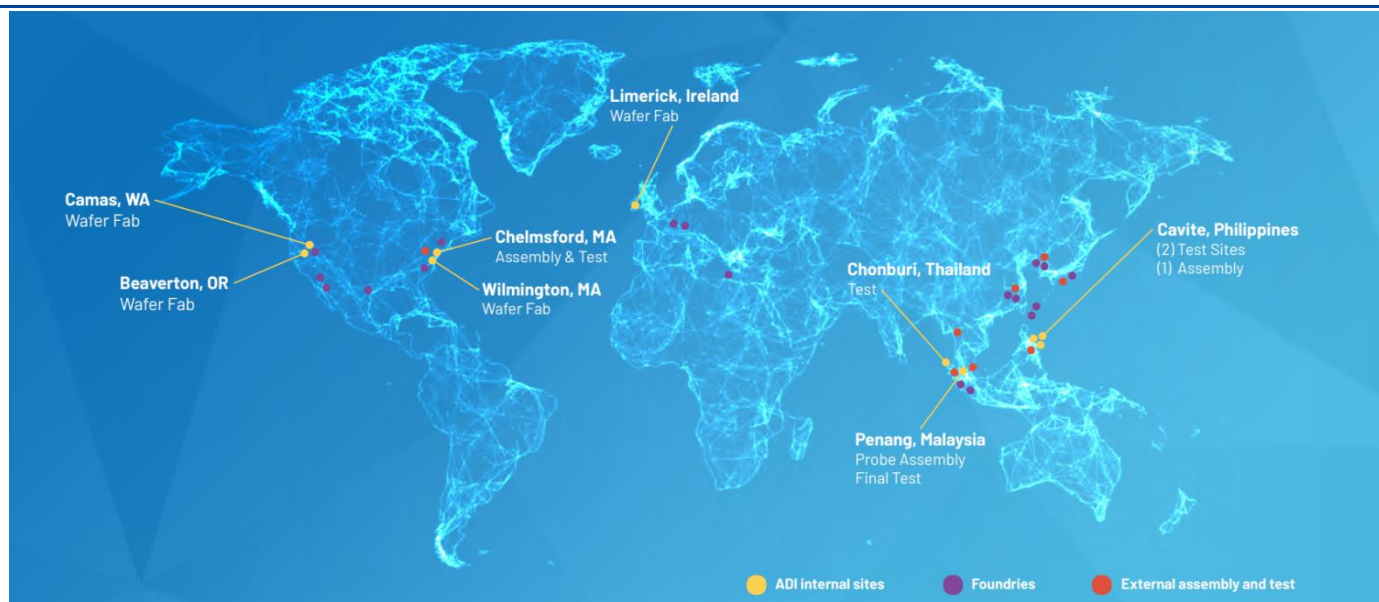 Limerick, Ireland
Wafer Fab
Camas, WA
Wafer Fab
Beaverton, OR
Wafer Fab
Chelmsford, MA
Assembly & Test
Wilmington, MA
Wafer Fab
Cavite, Philippines
(2) Test Sites
(1) Assembly
Chonburi, Thailand
Test
Penang, Malaysia
Probe Assembly
Final Test
ADI internal sites
Foundries
External assembly and test